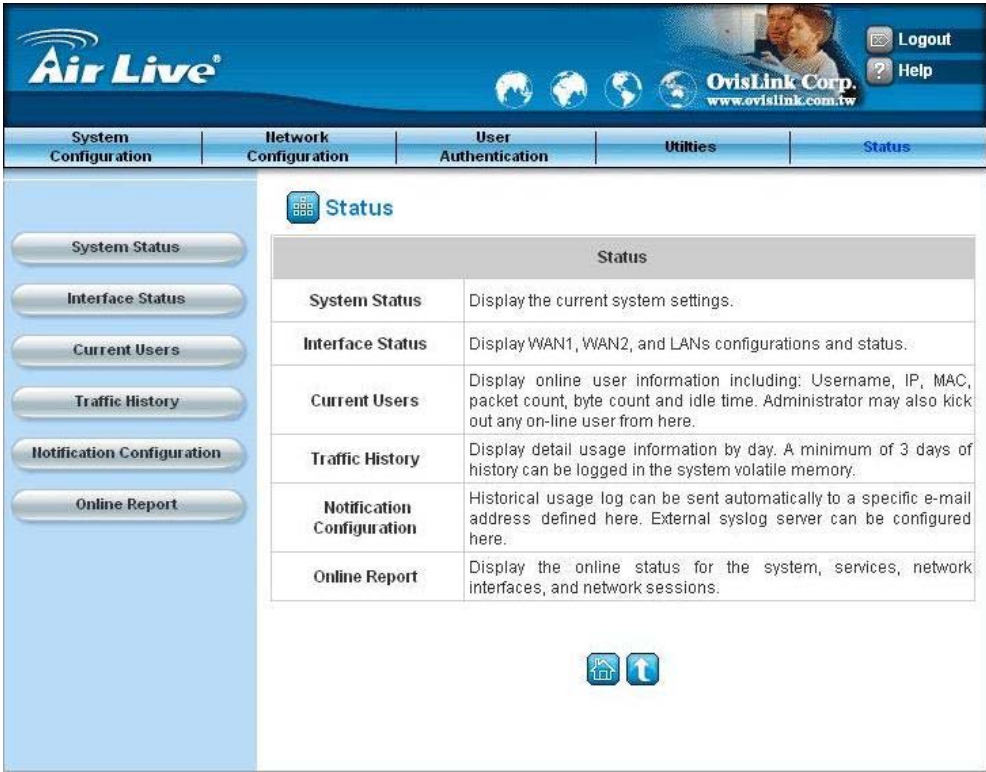 Air Live®
OvisLink Corp.
www.ovislink.com.tw
Logout
Help
System
Configuration
Network
Configuration
User
Authentication
Utilities
Status
System Status
Interface Status
Current Users
Traffic History
Notification Configuration
Online Report
Status
Status
System Status
Display the current system settings.
Interface Status
Display WAN1, WAN2, and LANs configurations and status.
Current Users
Display online user information including: Username, IP, MAC,
packet count, byte count and idle time. Administrator may also kick
out any on-line user from here.
Traffic History
Display detail usage information by day. A minimum of 3 days of
history can be logged in the system volatile memory.
Notification
Configuration
Historical usage log can be sent automatically to a specific e-mail
address defined here. External syslog server can be configured
here.
Online Report
Display the online status for the system, services, network
interfaces, and network sessions.